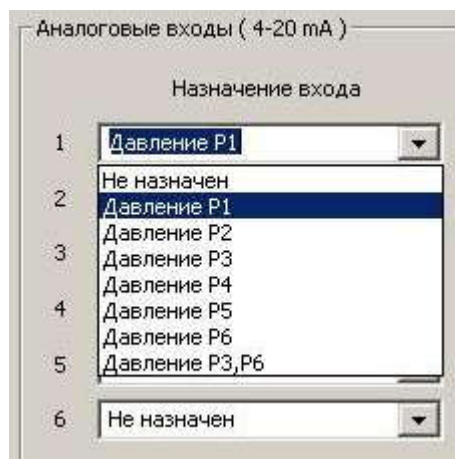 Аналоговые входы ( 4-20 mA )
Назначение входа
1 Давление P1
Не назначен
2 Давление P1
Давление P2
3 Давление P3
Давление P4
4 Давление P5
Давление P6
5 Давление P3,P6
6 Не назначен